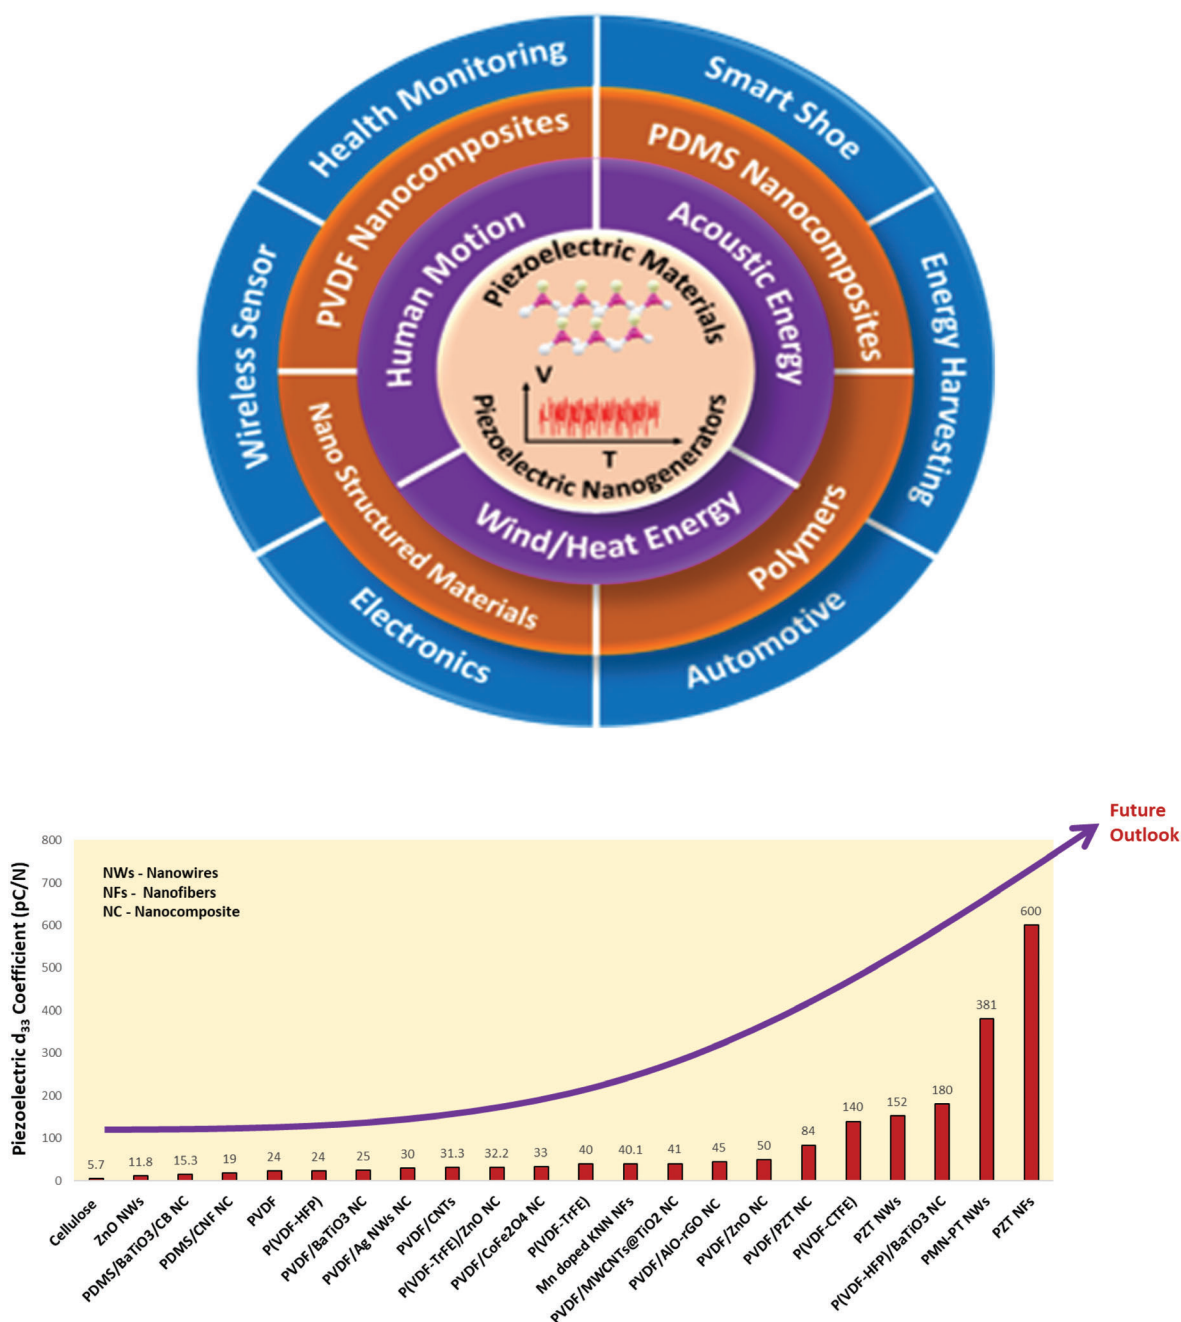 Health Monitoring
Smart Shoe
Energy Harvesting
Automotive
Electronics
Wireless Sensor
PVDF Nanocomposites
PDMS Nanocomposites
Polymers
Nano Structured Materials
Human Motion
Acoustic Energy
Wind/Heat Energy
Piezoelectric Materials
V
T
Piezoelectric Nanogenerators
Future
Outlook
Piezoelectric d33 Coefficient (pC/N)
800
700
600
500
400
300
200
100
0
NWs - Nanowires
NFs - Nanofibers
NC - Nanocomposite
5.7
11.8
15.3
19
24
24
25
30
31.3
32.2
33
40
40.1
41
45
50
84
140
152
180
381
600
Cellulose
ZnO NWs
PDMS/BaTiO3/CB NC
PDMS/CNF NC
PVDF
P(VDF-HFP)
PVDF/BaTiO3 NC
PVDF/Ag NWs NC
PVDF/CNTs
P(VDF-TrFE)/ZnO NC
PVDF/CoFe2O4 NC
P(VDF-TrFE)
Mn doped KNN NFs
PVDF/MWCNTs@TiO2 NC
PVDF/AlO-rGO NC
PVDF/ZnO NC
PVDF/PZT NC
P(VDF-CTFE)
PZT NWs
P(VDF-HFP)/BaTiO3 NC
PMN-PT NWs
PZT NFs